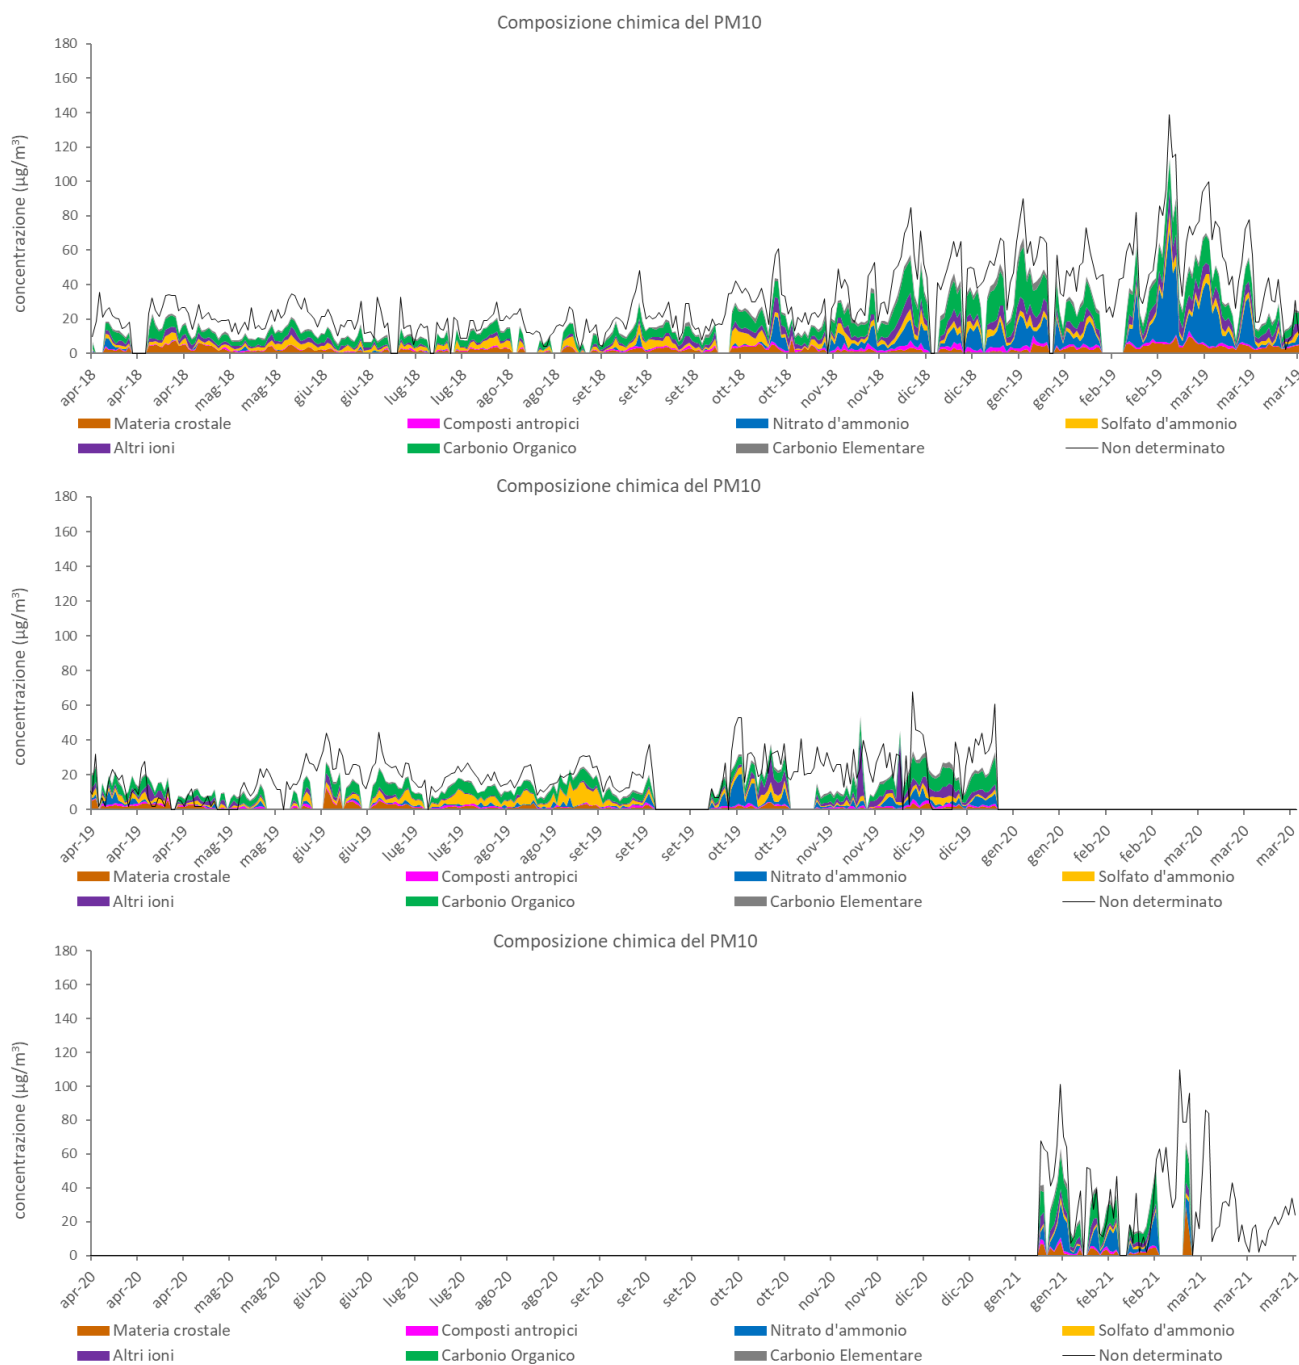 Composizione chimica del PM10
180
160
140
120
100
80
60
40
20
0
concentrazione (µg/m³)
apr-18 apr-18 apr-18 mag-18 mag-18 giu-18 giu-18 lug-18 lug-18 ago-18 ago-18 set-18 set-18 set-18 ott-18 ott-18 nov-18 nov-18 dic-18 dic-18 gen-19 gen-19 feb-19 feb-19 mar-19 mar-19 mar-19
Materia crostale Composti antropici Nitrato d'ammonio Solfato d'ammonio
Altri ioni Carbonio Organico Carbonio Elementare Non determinato
Composizione chimica del PM10
180
160
140
120
100
80
60
40
20
0
concentrazione (µg/m³)
apr-19 apr-19 apr-19 mag-19 mag-19 giu-19 giu-19 lug-19 lug-19 ago-19 ago-19 set-19 set-19 set-19 ott-19 ott-19 nov-19 nov-19 dic-19 dic-19 gen-20 gen-20 feb-20 feb-20 mar-20 mar-20 mar-20
Materia crostale Composti antropici Nitrato d'ammonio Solfato d'ammonio
Altri ioni Carbonio Organico Carbonio Elementare Non determinato
Composizione chimica del PM10
180
160
140
120
100
80
60
40
20
0
concentrazione (µg/m³)
apr-20 apr-20 apr-20 mag-20 mag-20 giu-20 giu-20 lug-20 lug-20 ago-20 ago-20 set-20 set-20 set-20 ott-20 ott-20 nov-20 nov-20 dic-20 dic-20 gen-21 gen-21 feb-21 feb-21 mar-21 mar-21 mar-21
Materia crostale Composti antropici Nitrato d'ammonio Solfato d'ammonio
Altri ioni Carbonio Organico Carbonio Elementare Non determinato